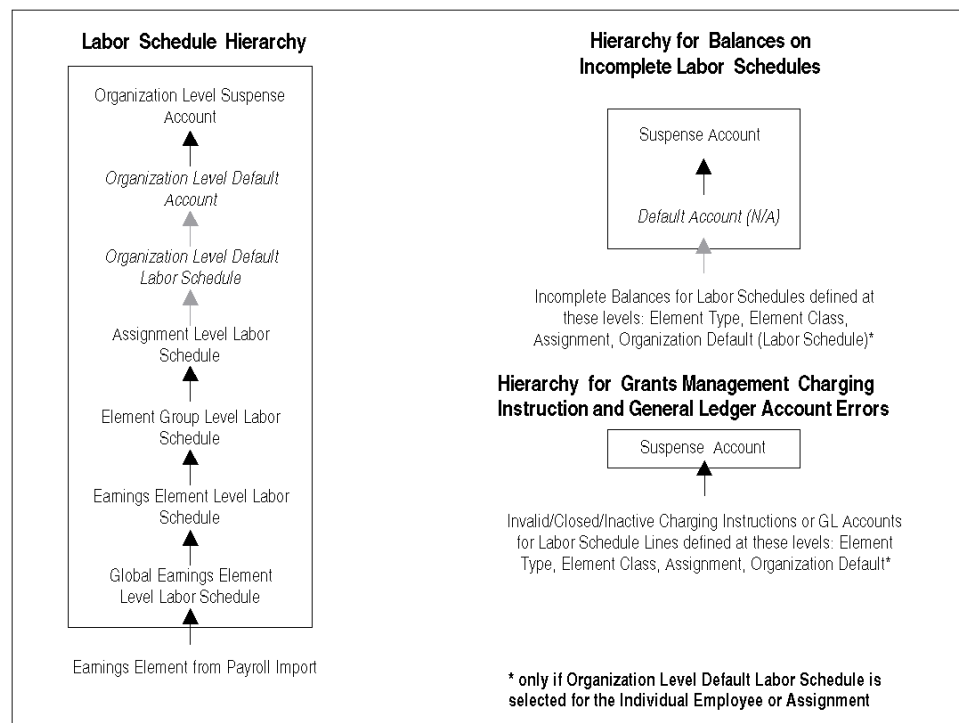 Labor Schedule Hierarchy
Organization Level Suspense
Account
Organization Level Default
Account
Organization Level Default
Labor Schedule
Assignment Level Labor
Schedule
Element Group Level Labor
Schedule
Earnings Element Level Labor
Schedule
Global Earnings Element
Level Labor Schedule
Earnings Element from Payroll Import
Hierarchy for Balances on
Incomplete Labor Schedules
Suspense Account
Default Account (N/A)
Incomplete Balances for Labor Schedules defined at
these levels: Element Type, Element Class,
Assignment, Organization Default (Labor Schedule)*
Hierarchy for Grants Management Charging
Instruction and General Ledger Account Errors
Suspense Account
Invalid/Closed/Inactive Charging Instructions or GL Accounts
for Labor Schedule Lines defined at these levels: Element
Type, Element Class, Assignment, Organization Default*
* only if Organization Level Default Labor Schedule is
selected for the Individual Employee or Assignment